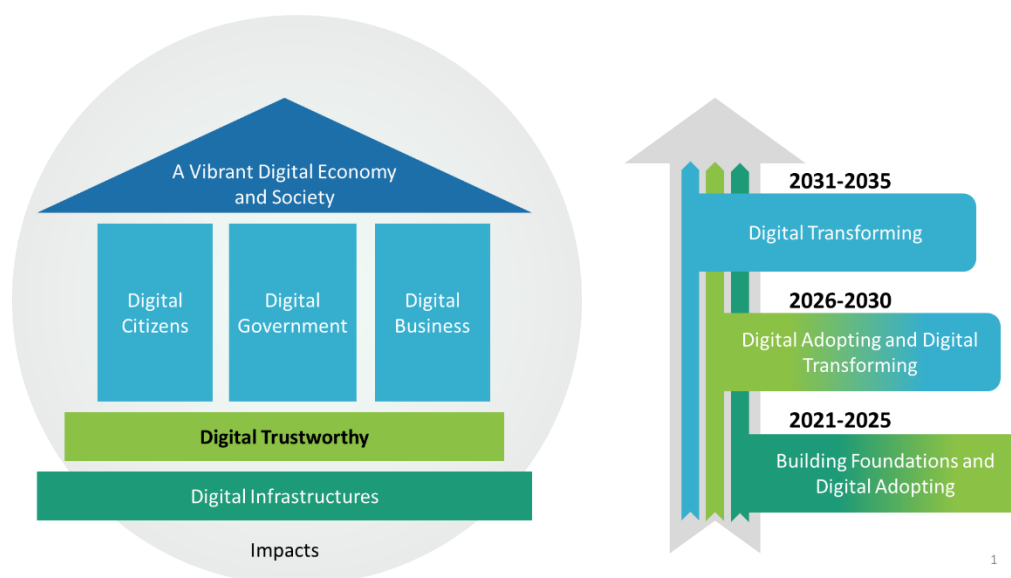 A Vibrant Digital Economy
and Society
Digital
Citizens
Digital
Government
Digital
Business
Digital Trustworthy
Digital Infrastructures
Impacts
2031-2035
Digital Transforming
2026-2030
Digital Adopting and Digital
Transforming
2021-2025
Building Foundations and
Digital Adopting
1